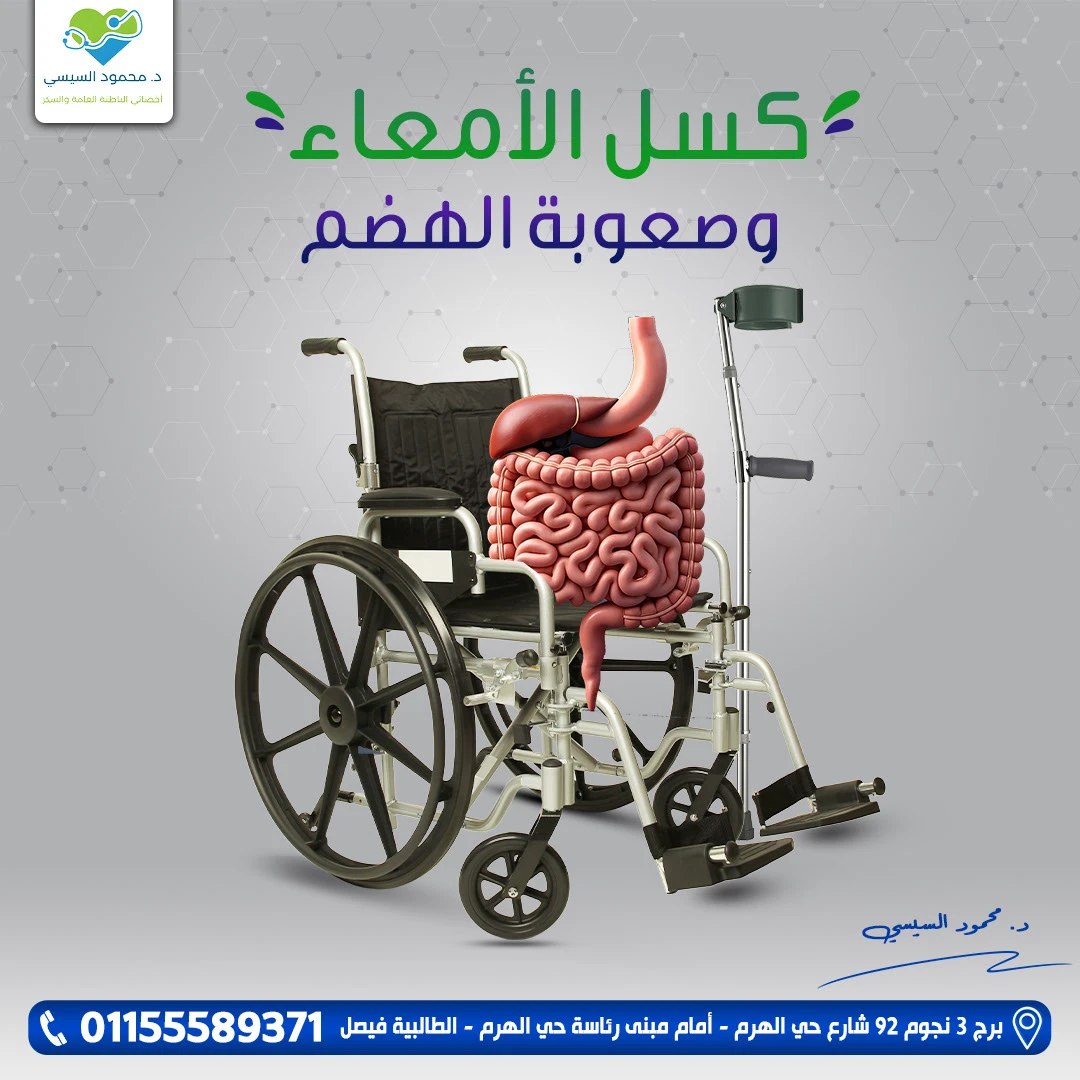 د. محمود السيسي
اخصائي الباطنة العامة والسكر
كسل الأمعاء
وصعوبة الهضم
د. محمود السيسي
برج 3 نجوم 92 شارع حي الهرم - أمام مبنى رئاسة حي الهرم - الطالبية فيصل 01155589371